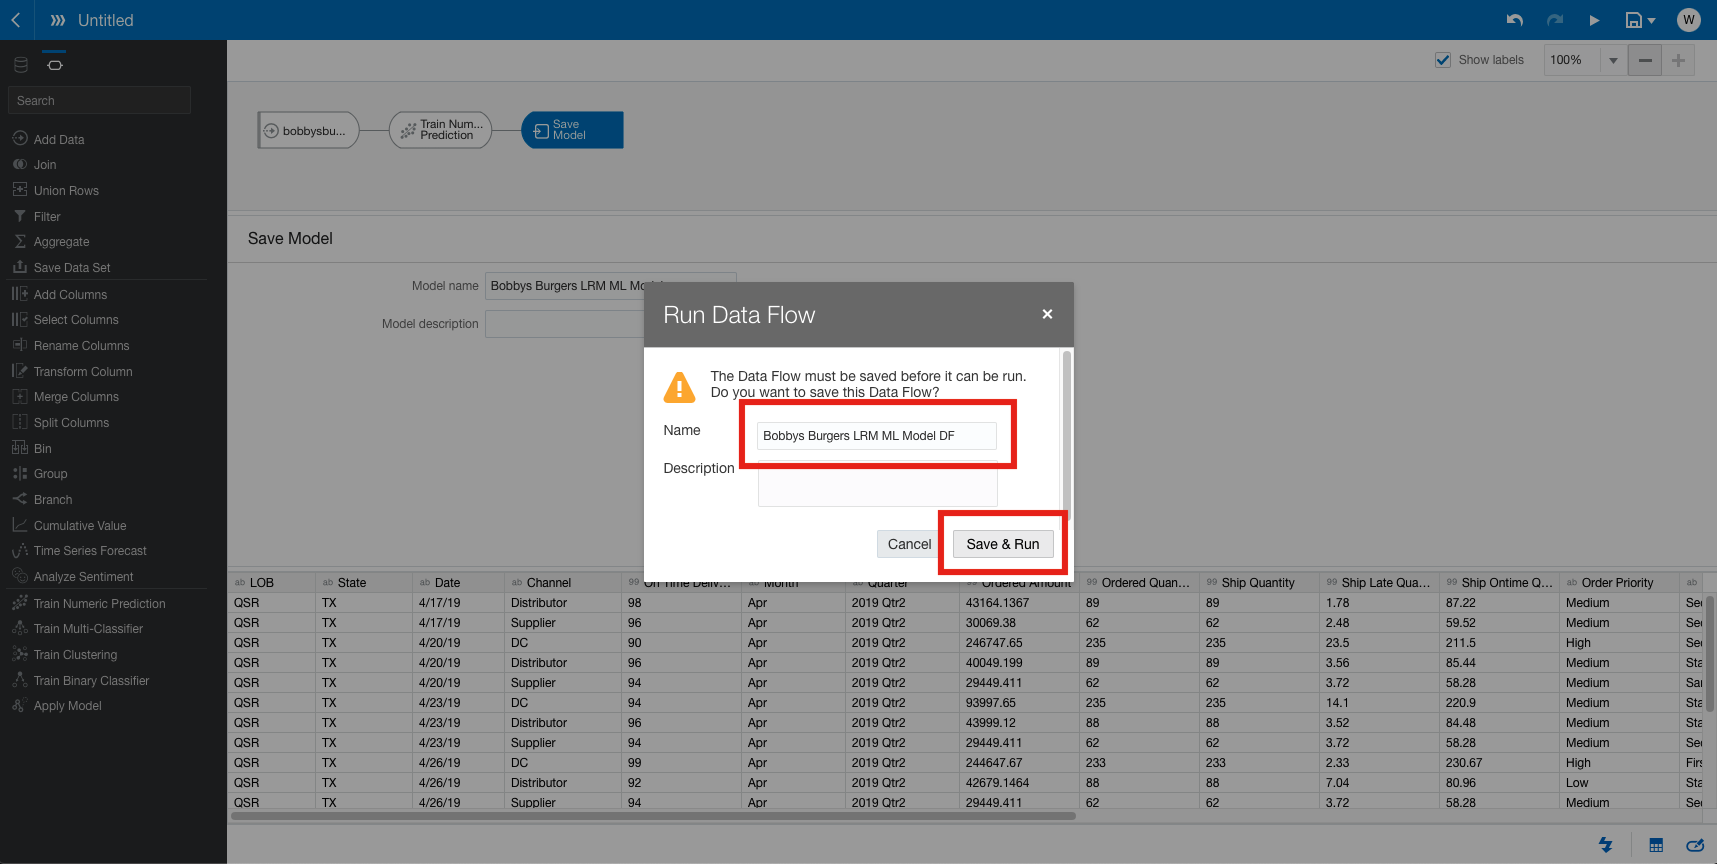 Untitled
W
Show labels
100%
Search
Add Data
Join
Union Rows
Filter
Aggregate
Save Data Set
Add Columns
Select Columns
Rename Columns
Transform Column
Merge Columns
Split Columns
Bin
Group
Branch
Cumulative Value
Time Series Forecast
Analyze Sentiment
Train Numeric Prediction
Train Multi-Classifier
Train Clustering
Train Binary Classifier
Apply Model
bobbysbu...
Train Num...
Prediction
Save
Model
Save Model
Model name Bobbys Burgers LRM ML
Model description
Run Data Flow
The Data Flow must be saved before it can be run.
Do you want to save this Data Flow?
Name Bobbys Burgers LRM ML Model DF
Description
Cancel Save & Run
ab LOB ab State ab Date ab Channel 99 On Time Deliv... ab Month ab Quarter 99 Ordered Amount 99 Ordered Quan... 99 Ship Quantity 99 Ship Late Qua... 99 Ship Ontime Q... ab Order Priority ab
QSR TX 4/17/19 Distributor 98 Apr 2019 Qtr2 43164.1367 89 89 1.78 87.22 Medium
QSR TX 4/17/19 Supplier 96 Apr 2019 Qtr2 30069.38 62 62 2.48 59.52 Medium
QSR TX 4/20/19 DC 90 Apr 2019 Qtr2 246747.65 235 235 23.5 211.5 High
QSR TX 4/20/19 Distributor 96 Apr 2019 Qtr2 40049.199 89 89 3.56 85.44 Medium
QSR TX 4/20/19 Supplier 94 Apr 2019 Qtr2 29449.411 62 62 3.72 58.28 Medium
QSR TX 4/23/19 DC 94 Apr 2019 Qtr2 93997.65 235 235 14.1 220.9 Medium
QSR TX 4/23/19 Distributor 96 Apr 2019 Qtr2 43999.12 88 88 3.52 84.48 Medium
QSR TX 4/23/19 Supplier 94 Apr 2019 Qtr2 29449.411 62 62 3.72 58.28 Medium
QSR TX 4/26/19 DC 99 Apr 2019 Qtr2 244647.67 233 233 2.33 230.67 High
QSR TX 4/26/19 Distributor 92 Apr 2019 Qtr2 42679.1464 88 88 7.04 80.96 Low
QSR TX 4/26/19 Supplier 94 Apr 2019 Qtr2 29449.411 62 62 3.72 58.28 Medium